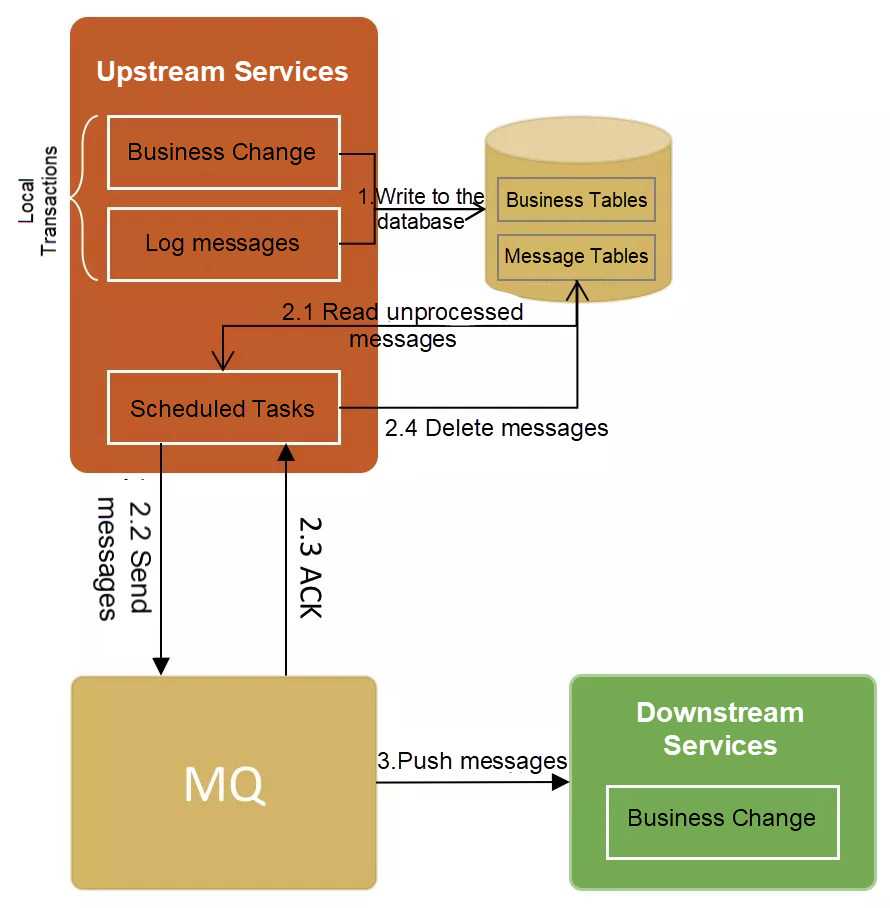 Upstream Services
Local
Transactions
Business Change
Log messages
1.Write to the
database
Business Tables
Message Tables
2.1 Read unprocessed
messages
Scheduled Tasks
2.4 Delete messages
2.2 Send
messages
2.3 ACK
MQ
3.Push messages
Downstream
Services
Business Change